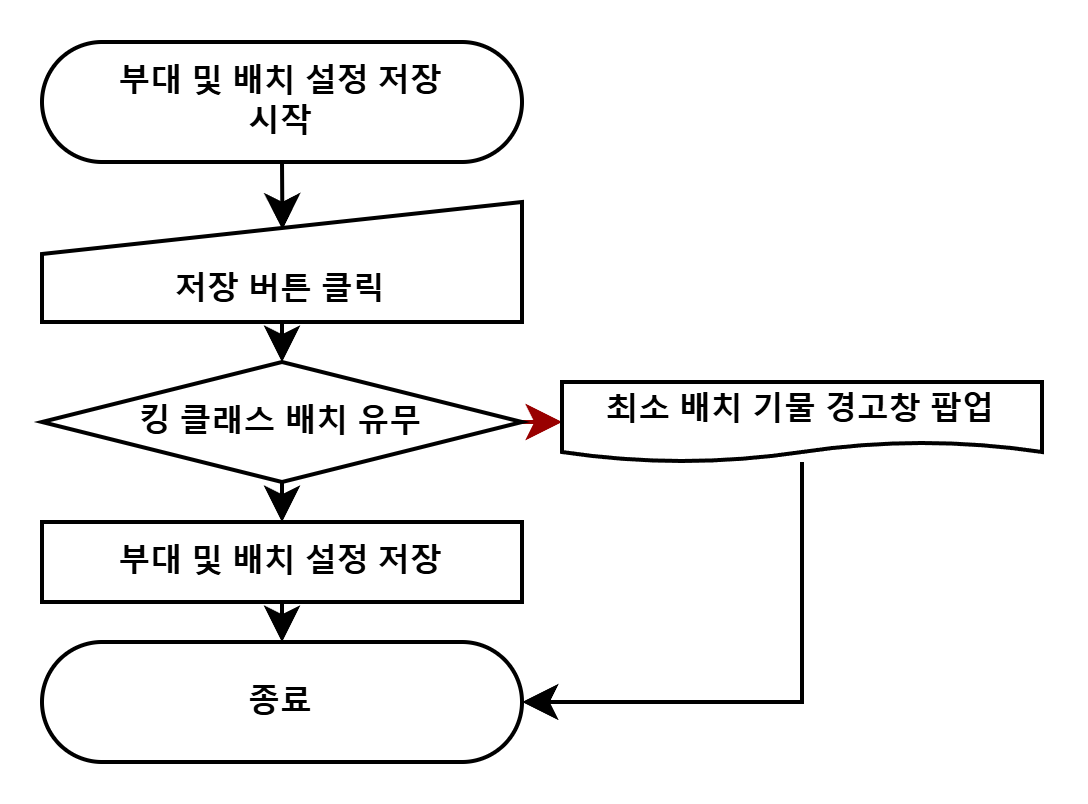 부대 및 배치 설정 저장
시작
저장 버튼 클릭
킹 클래스 배치 유무
최소 배치 기물 경고창 팝업
부대 및 배치 설정 저장
종료